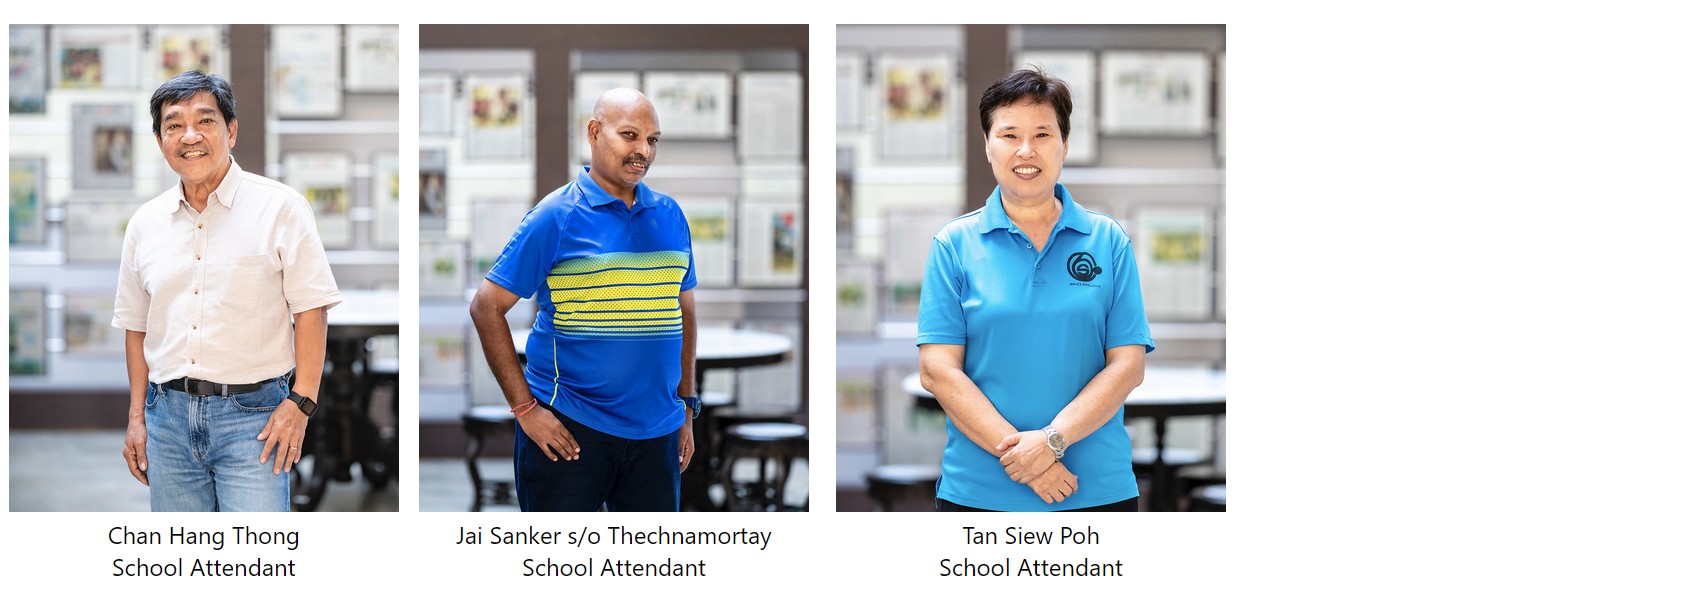 Chan Hang Thong
School Attendant
Jai Sanker s/o Thechnamortay
School Attendant
Tan Siew Poh
School Attendant